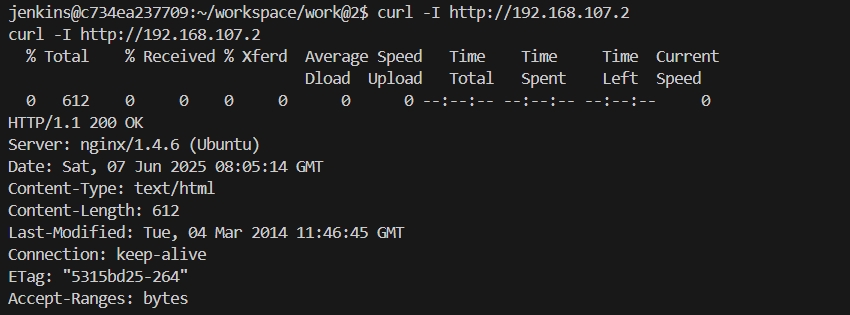 jenkins@c734ea237709:~/workspace/work@2$ curl -I http://192.168.107.2
curl -I http://192.168.107.2
  % Total    % Received % Xferd  Average Speed   Time    Time     Time  Current
                                 Dload  Upload   Total   Spent    Left  Speed
  0   612    0     0    0     0      0      0 --:--:-- --:--:-- --:--:--     0
HTTP/1.1 200 OK
Server: nginx/1.4.6 (Ubuntu)
Date: Sat, 07 Jun 2025 08:05:14 GMT
Content-Type: text/html
Content-Length: 612
Last-Modified: Tue, 04 Mar 2014 11:46:45 GMT
Connection: keep-alive
ETag: "5315bd25-264"
Accept-Ranges: bytes